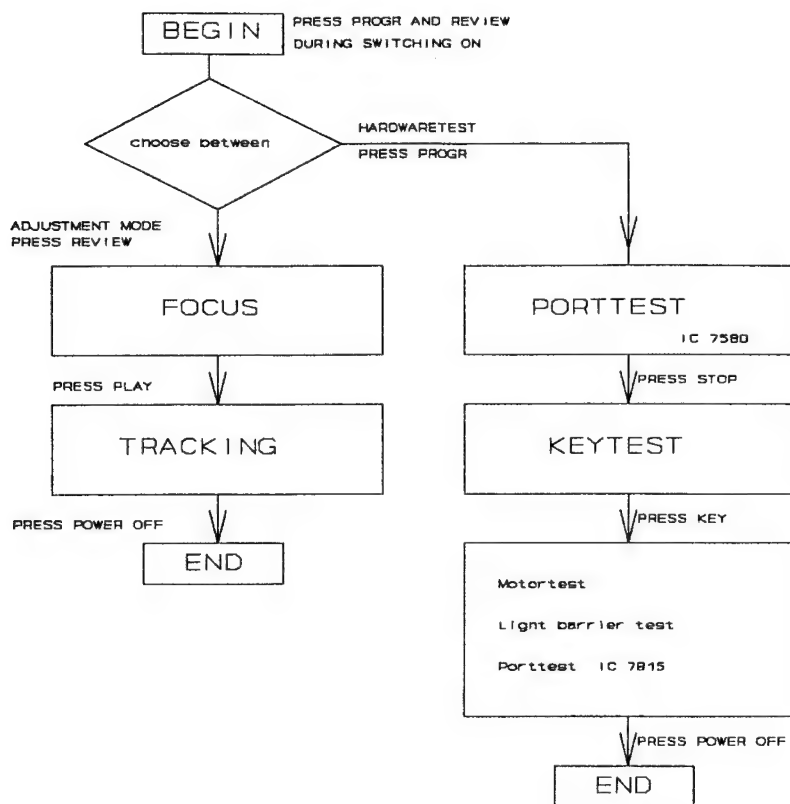 BEGIN
PRESS PROGR AND REVIEW
DURING SWITCHING ON
choose between
HARDWARETEST
PRESS PROGR
ADJUSTMENT MODE
PRESS REVIEW
FOCUS
PORTTEST
IC 7580
PRESS PLAY
PRESS STOP
TRACKING
KEYTEST
PRESS POWER OFF
PRESS KEY
END
Motortest
Light barrier test
Porttest IC 7815
PRESS POWER OFF
END